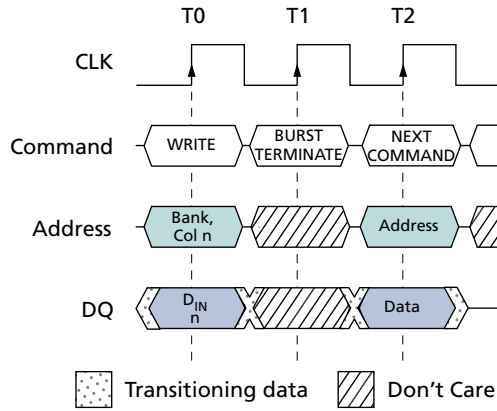 T0 T1 T2
CLK
Command WRITE BURST TERMINATE NEXT COMMAND
Address Bank, Col n Address
DQ DIN n Data
Transitioning data Don't Care